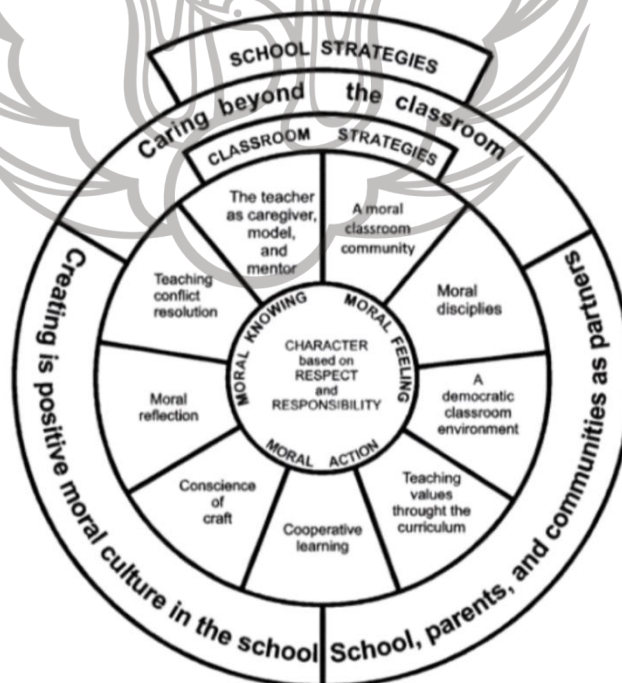 SCHOOL STRATEGIES
Caring beyond the classroom
CLASSROOM STRATEGIES
The teacher
as caregiver,
model,
and
mentor
A moral
classroom
community
Moral
disciplies
A
democratic
classroom
environment
Teaching
values
throught the
curriculum
Cooperative
learning
Conscience
of
craft
Moral
reflection
Teaching
conflict
resolution
MORAL KNOWING
MORAL FEELING
MORAL ACTION
CHARACTER
based on
RESPECT
and
RESPONSIBILITY
Creating is positive moral culture in the school
School, parents, and communities as partners